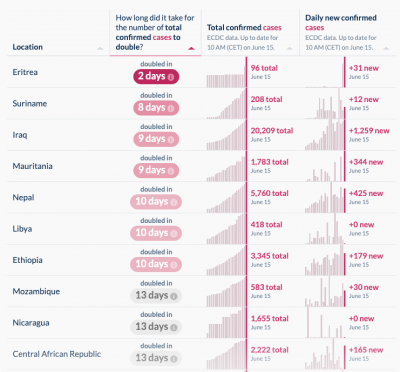 How long did it take for
the number of total
confirmed cases to
double?
Total confirmed cases
ECDC data. Up to date for
10 AM (CET) on June 15.
Daily new confirmed
cases
ECDC data. Up to date for
10 AM (CET) on June 15.
Location
Eritrea
doubled in
2 days
96 total
June 15
+31 new
June 15
Suriname
doubled in
8 days
208 total
June 15
+12 new
June 15
Iraq
doubled in
9 days
20,209 total
June 15
+1,259 new
June 15
Mauritania
doubled in
9 days
1,783 total
June 15
+344 new
June 15
Nepal
doubled in
10 days
5,760 total
June 15
+425 new
June 15
Libya
doubled in
10 days
418 total
June 15
+0 new
June 15
Ethiopia
doubled in
10 days
3,345 total
June 15
+179 new
June 15
Mozambique
doubled in
13 days
583 total
June 15
+30 new
June 15
Nicaragua
doubled in
13 days
1,655 total
June 15
+0 new
June 15
Central African Republic
doubled in
13 days
2,222 total
June 15
+165 new
June 15